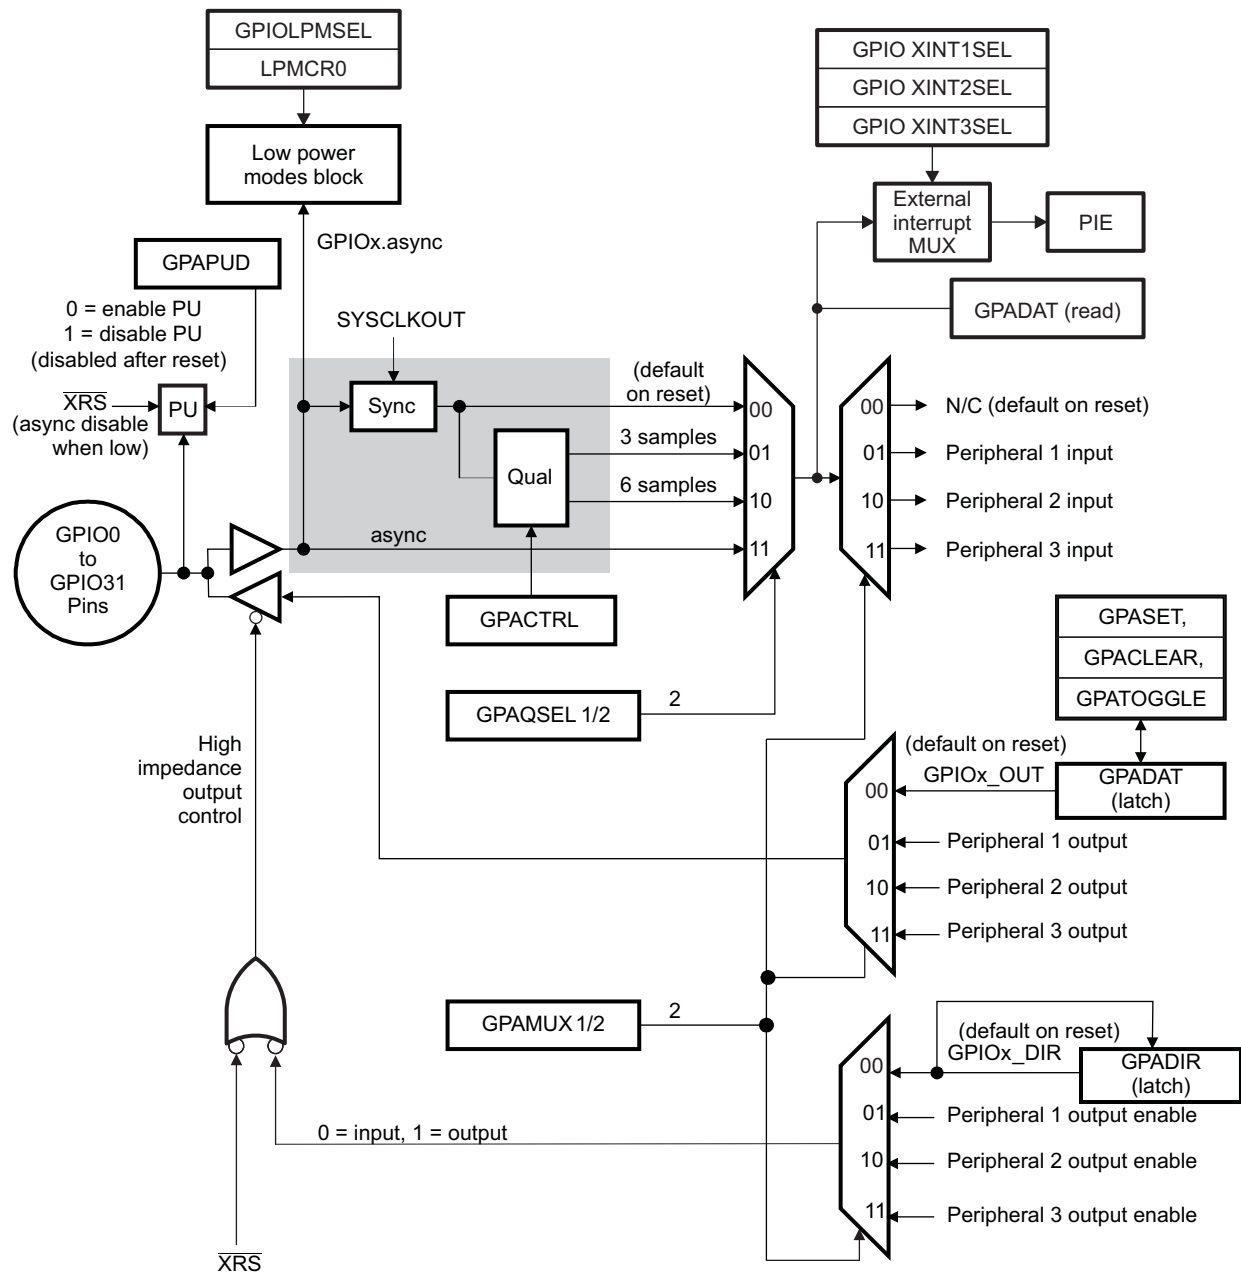 GPIOLPMSEL
LPMCR0
Low power
modes block
GPIOx.async
GPAPUD
0 = enable PU
1 = disable PU
(disabled after reset)
XRS
(async disable
when low)
PU
GPIO0
to
GPIO31
Pins
SYSCLKOUT
Sync
Qual
(default
on reset)
3 samples
6 samples
async
GPACTRL
GPAQSEL 1/2
2
00
01
10
11
GPIO XINT1SEL
GPIO XINT2SEL
GPIO XINT3SEL
External
interrupt
MUX
PIE
GPADAT (read)
00
01
10
11
N/C (default on reset)
Peripheral 1 input
Peripheral 2 input
Peripheral 3 input
GPASET,
GPACLEAR,
GPATOGGLE
GPADAT
(latch)
(default on reset)
GPIOx_OUT
00
01
10
11
Peripheral 1 output
Peripheral 2 output
Peripheral 3 output
High
impedance
output
control
GPAMUX 1/2
2
(default on reset)
GPIOx_DIR
GPADIR
(latch)
00
01
10
11
Peripheral 1 output enable
Peripheral 2 output enable
Peripheral 3 output enable
0 = input, 1 = output
XRS